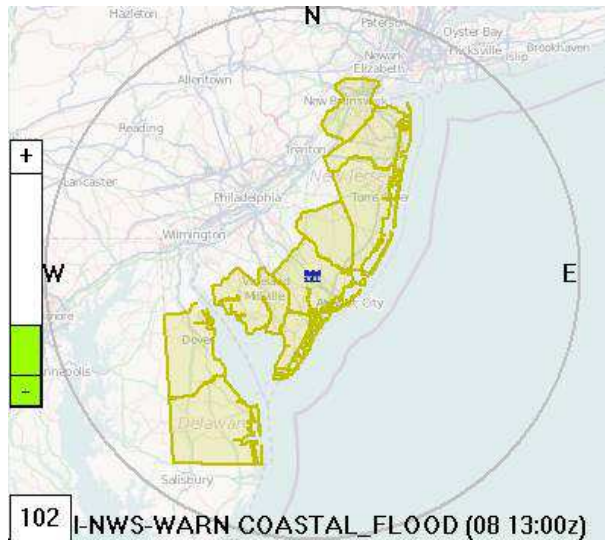 N
Hazleton
Paterson
Oyster Bay
Newark
Hicksville
Brookhaven
Islip
Elizabeth
Allentown
New Brunswick
+
Reading
Trenton
New Jersey
Lancaster
Philadelphia
Toms River
Wilmington
W
E
Vineland
Millville
Atlantic City
Dover
Annapolis
-
Delaware
Salisbury
102
I-NWS-WARN COASTAL_FLOOD (08 13:00z)